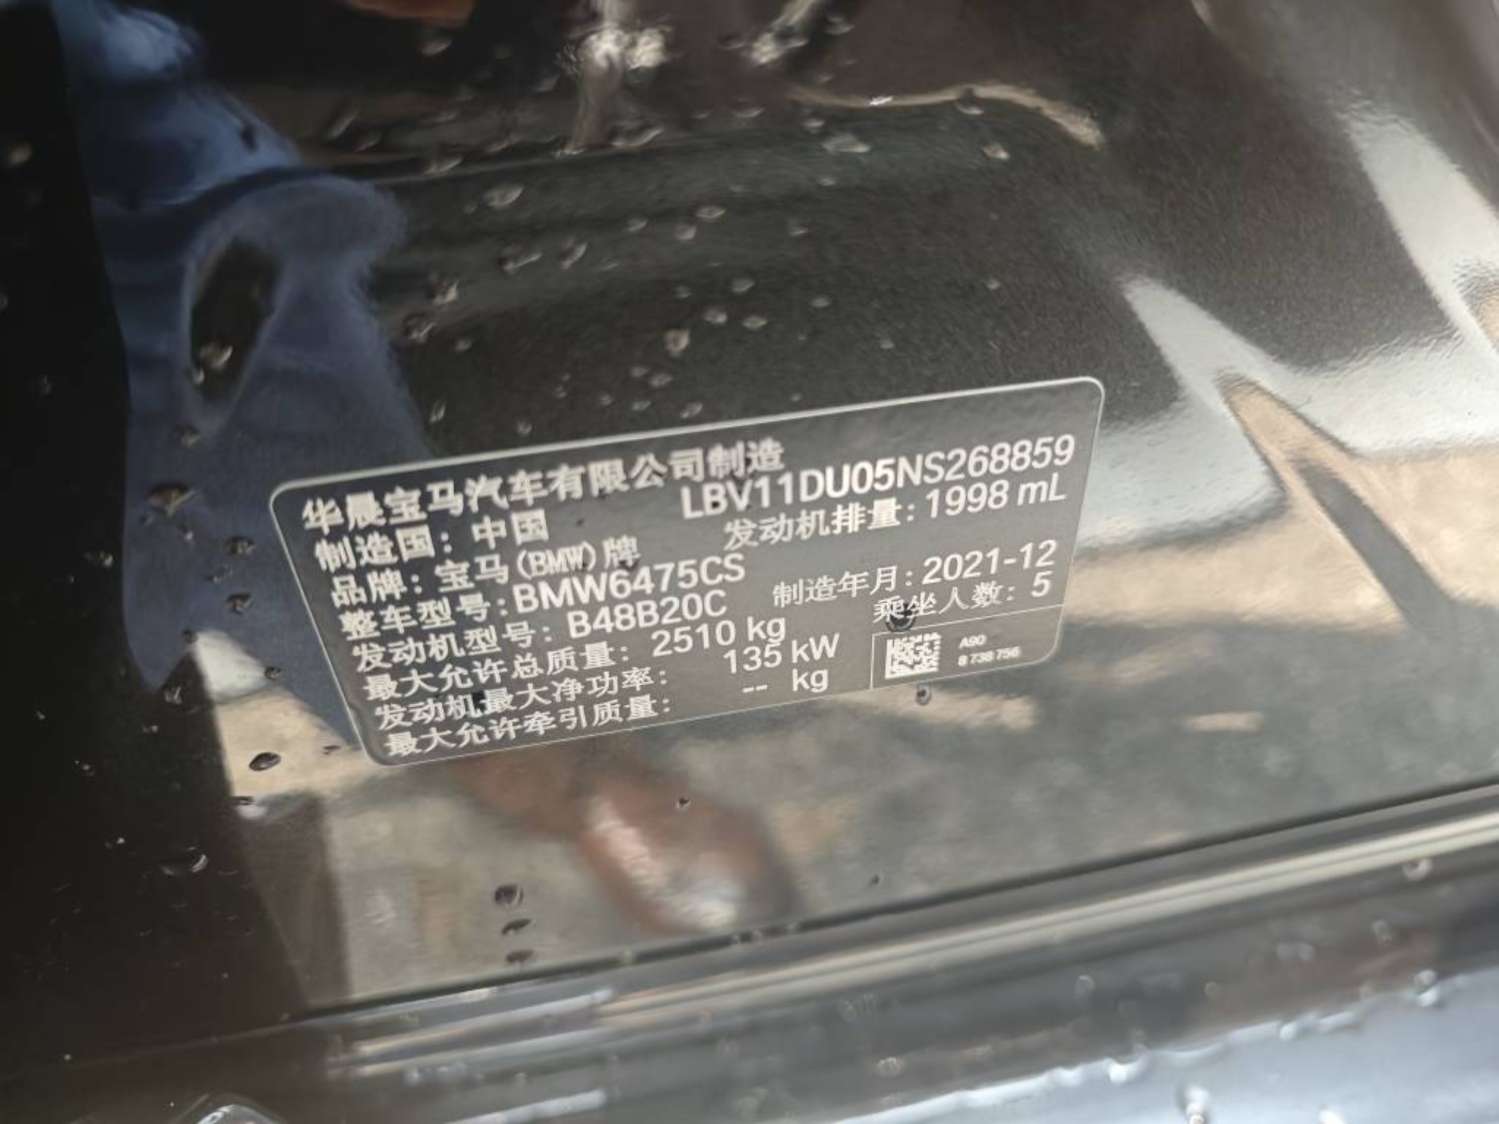 华晨宝马汽车有限公司制造
LBV11DU05NS268859
制造国：中国
发动机排量：1998 mL
品牌：宝马(BMW)牌
整车型号：BMW6475CS
制造年月：2021-12
发动机型号：B48B20C
乘坐人数：5
最大允许总质量：2510 kg
发动机最大净功率：135 kW
最大允许牵引质量：-- kg
A90
8 738 756